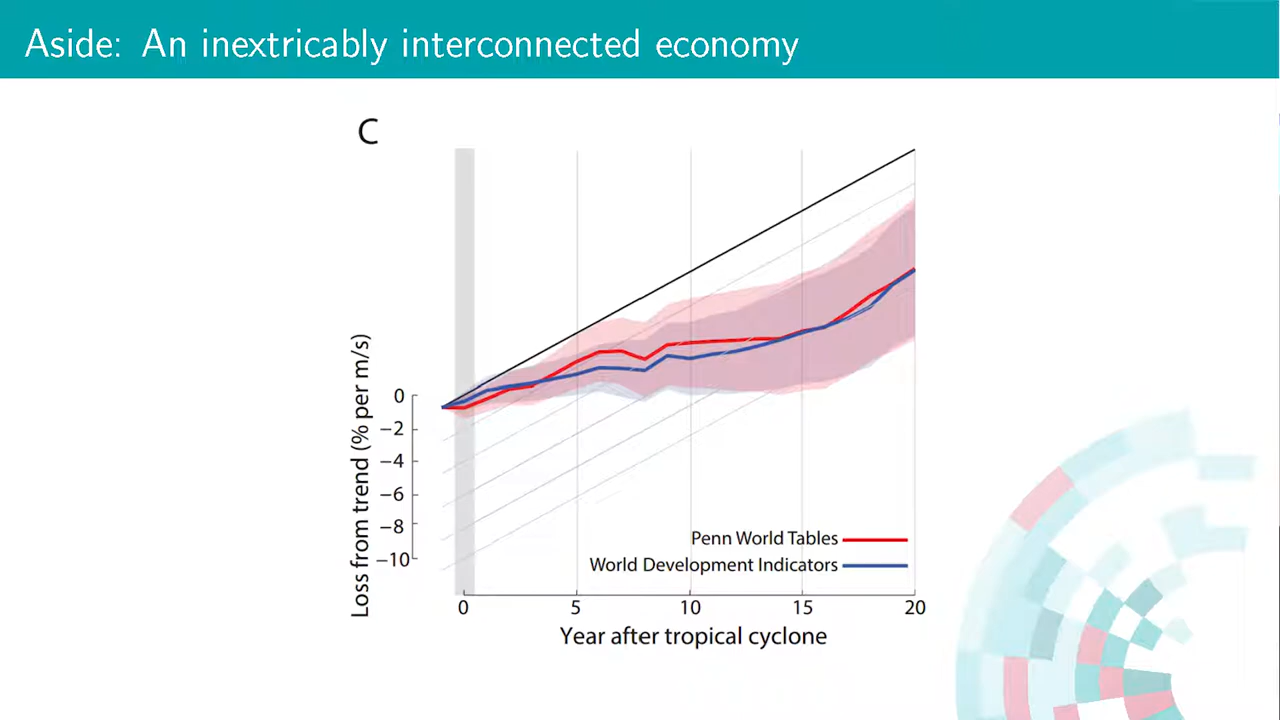 Aside: An inextricably interconnected economy
C
Loss from trend (% per m/s)
0
−2
−4
−6
−8
−10
Penn World Tables
World Development Indicators
0 5 10 15 20
Year after tropical cyclone